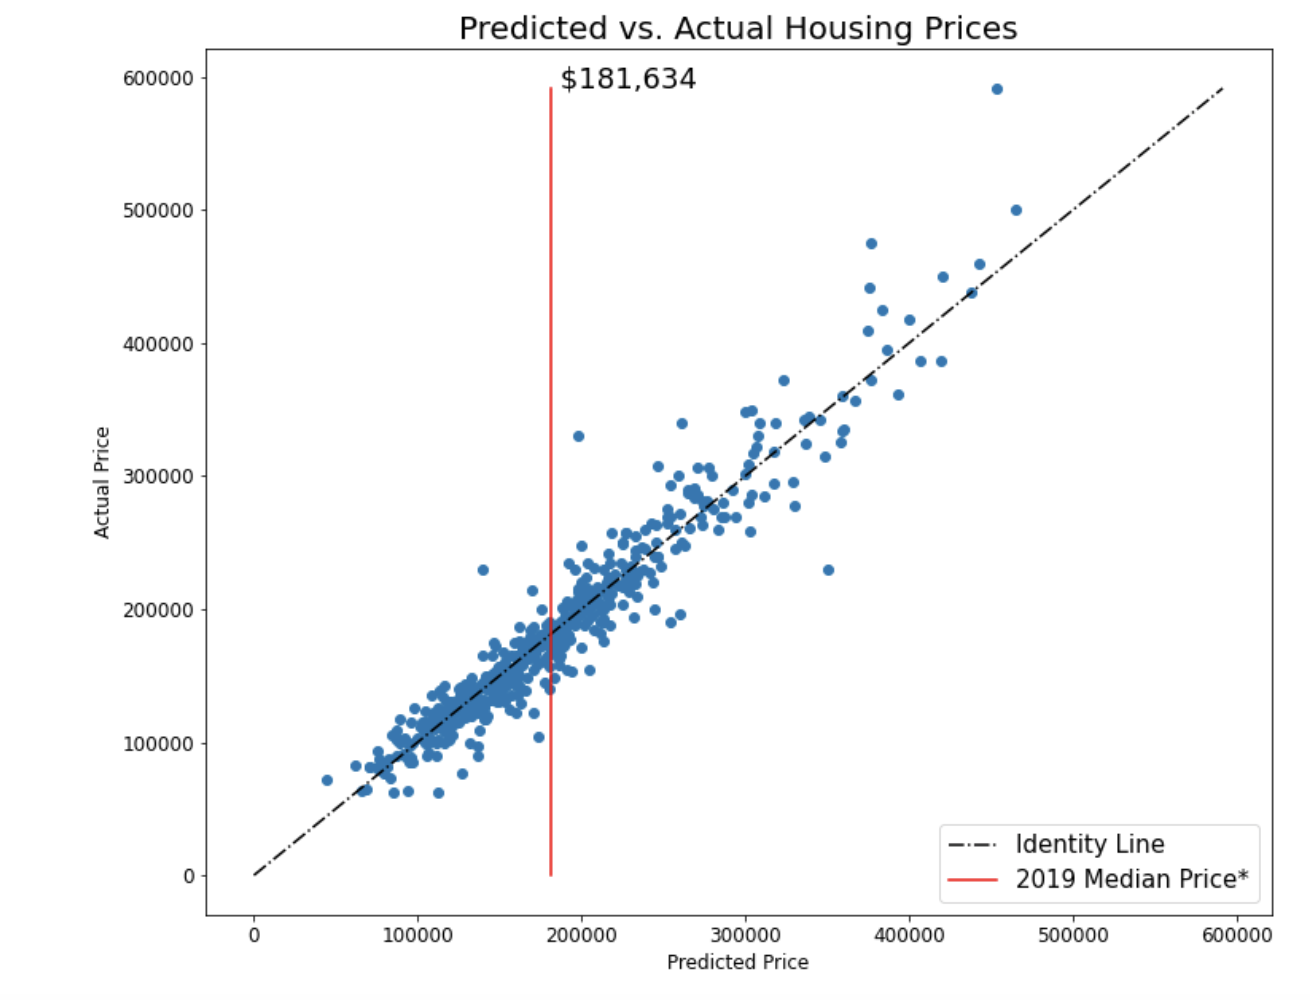 Predicted vs. Actual Housing Prices
$181,634
600000
500000
400000
300000
200000
100000
0
Actual Price
Identity Line
2019 Median Price*
0 100000 200000 300000 400000 500000 600000
Predicted Price